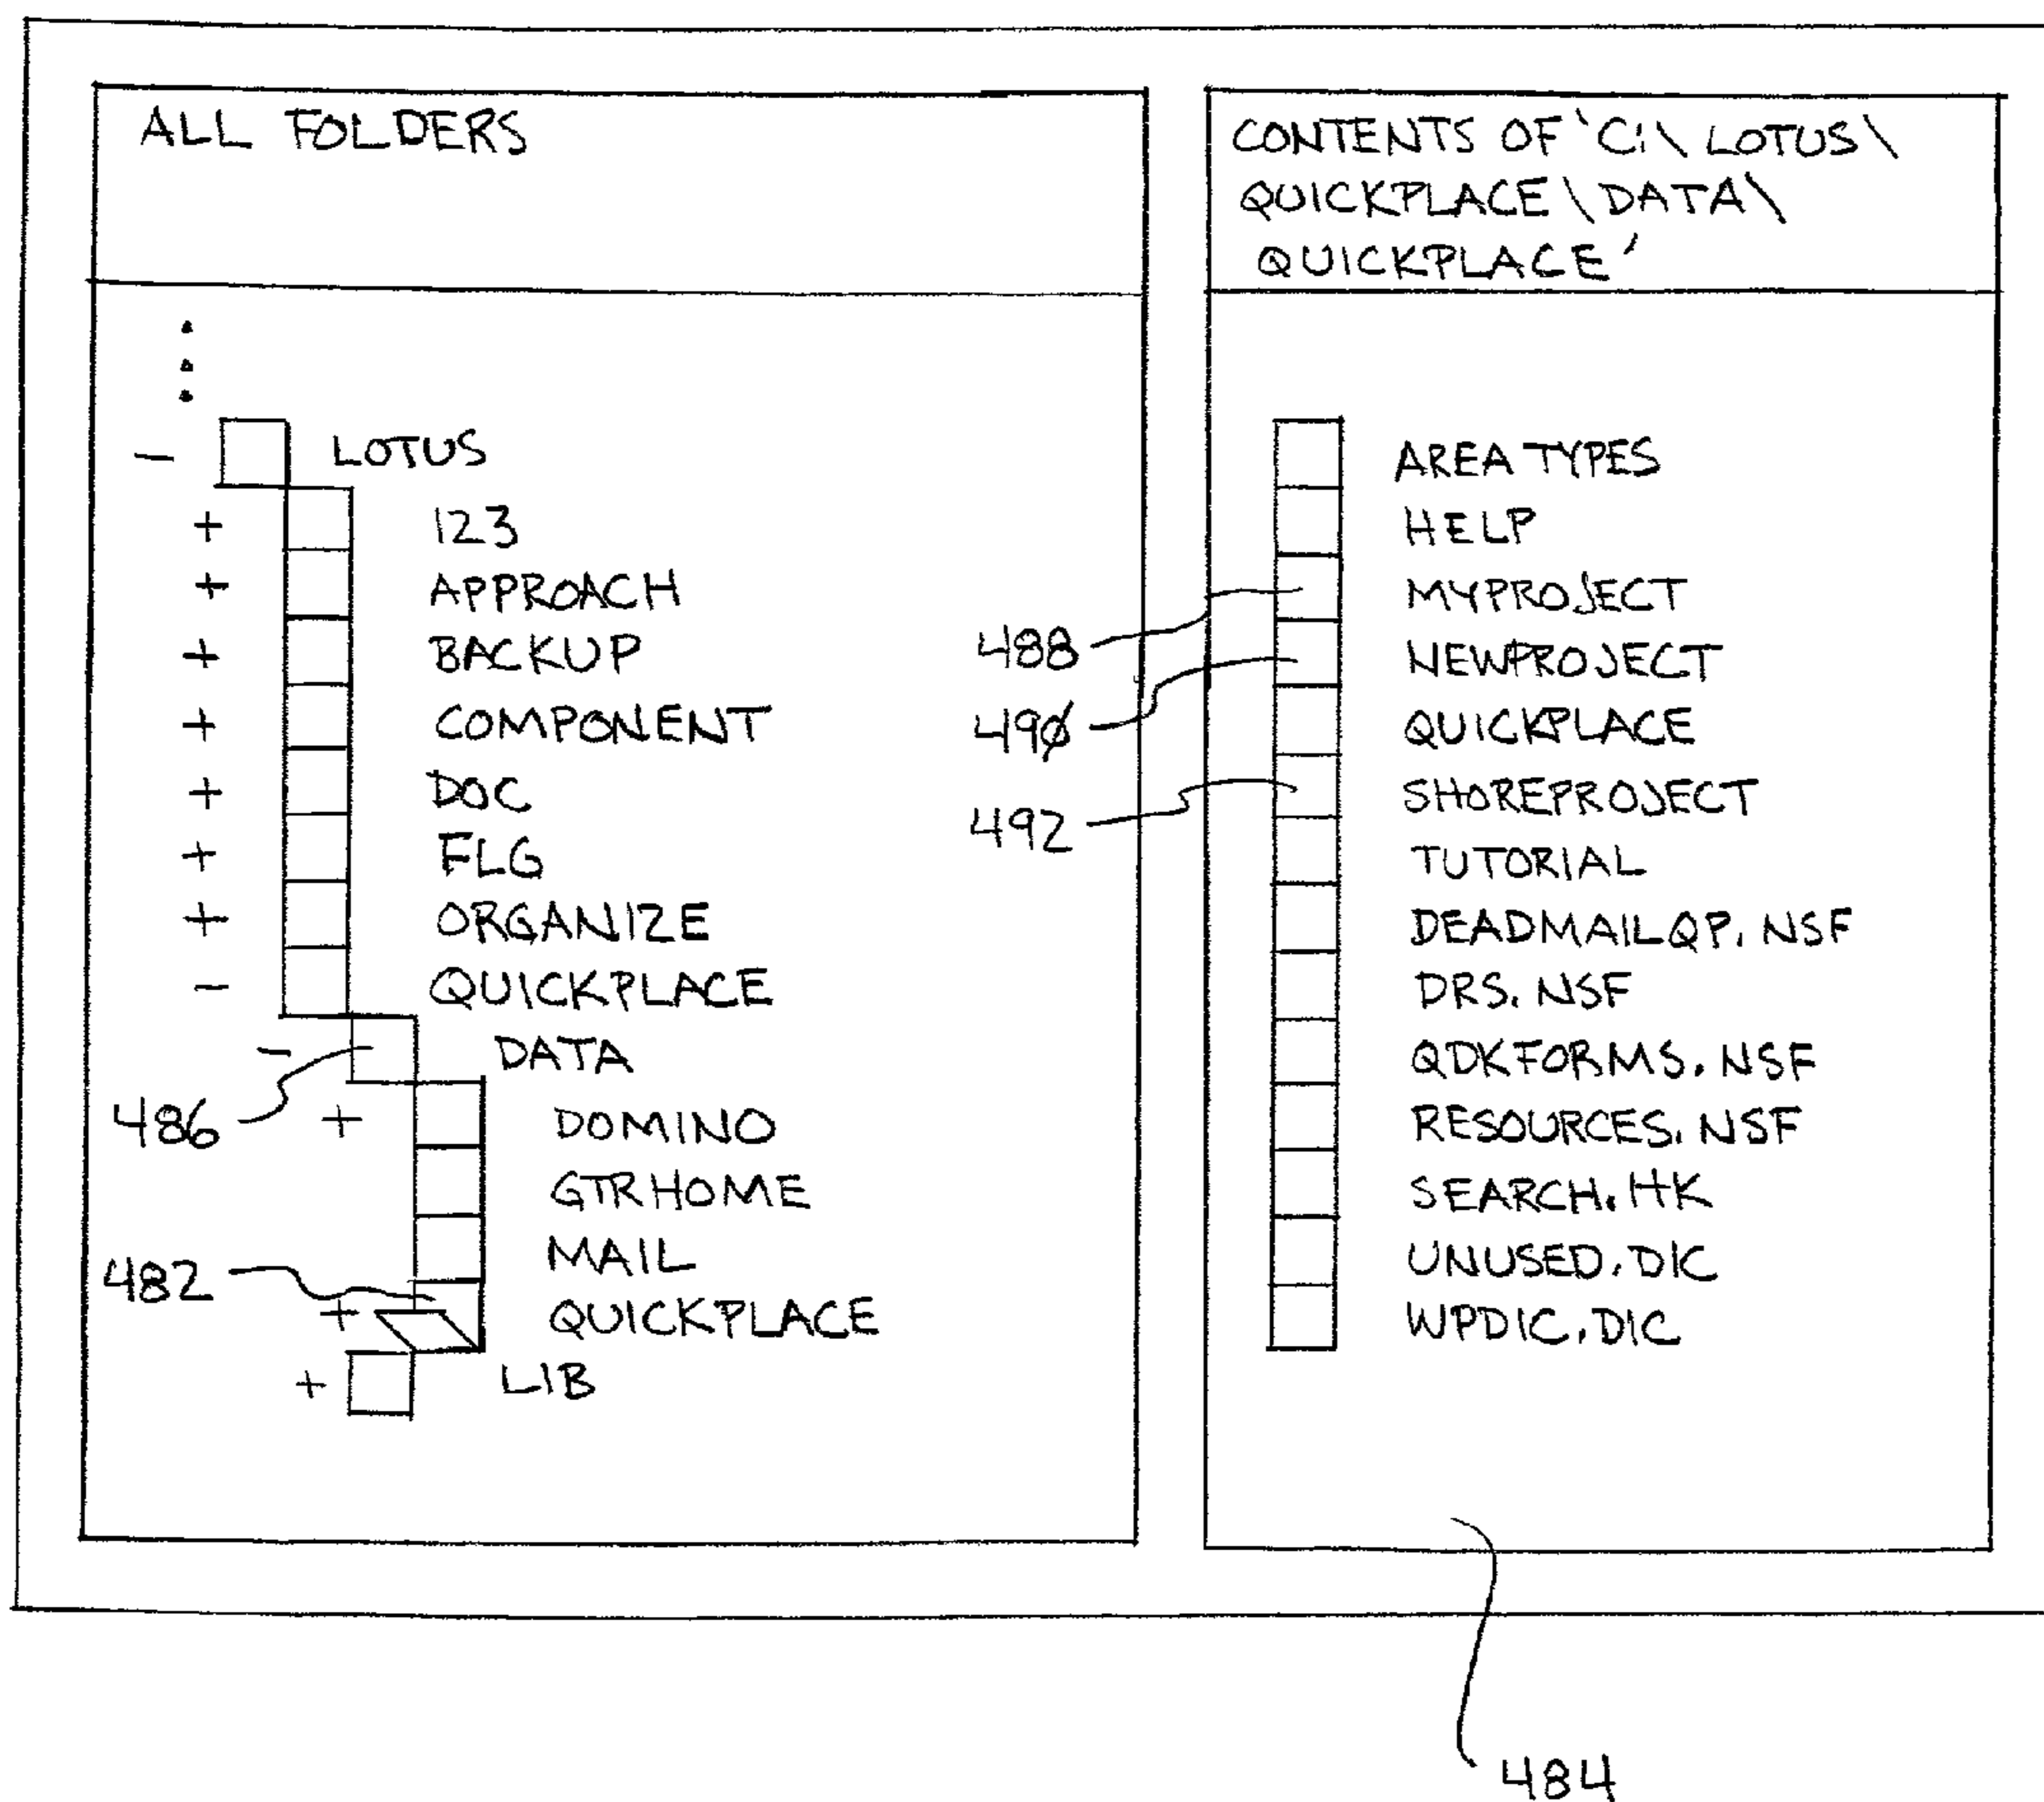 ALL FOLDERS
- LOTUS
+ 123
+ APPROACH
+ BACKUP
+ COMPONENT
+ DOC
+ FLG
+ ORGANIZE
- QUICKPLACE
- DATA
486
+ DOMINO
GTRHOME
MAIL
482
+ QUICKPLACE
+ LIB
CONTENTS OF 'C:\LOTUS\
QUICKPLACE\DATA\
QUICKPLACE'
AREA TYPES
HELP
488 MYPROJECT
490 NEWPROJECT
QUICKPLACE
492 SHOREPROJECT
TUTORIAL
DEADMAILQP.NSF
DRS.NSF
QDKFORMS.NSF
RESOURCES.NSF
SEARCH.HK
UNUSED.DIC
WPDIC.DIC
484